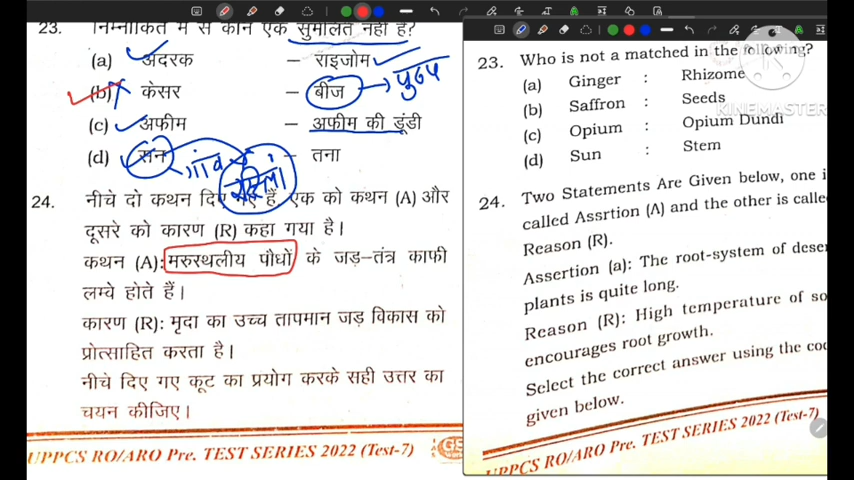 23. निम्नांकित में से कौन एक सुमेलित नहीं है?
(a) अदरक – राइजोम
(b) केसर – बीज → पुष्प
(c) अफीम – अफीम की डूंडी
(d) सन – तना
24. नीचे दो कथन दिए गए हैं, एक को कथन (A) और
दूसरे को कारण (R) कहा गया है।
कथन (A): मरुस्थलीय पौधों के जड़–तंत्र काफी
लम्बे होते हैं।
कारण (R): मृदा का उच्च तापमान जड़ विकास को
प्रोत्साहित करता है।
नीचे दिए गए कूट का प्रयोग करके सही उत्तर का
चयन कीजिए।
UPPCS RO/ARO Pre. TEST SERIES 2022 (Test-7)
23. Who is not a matched in the following?
(a) Ginger : Rhizome
(b) Saffron : Seeds
(c) Opium : Opium Dundi
(d) Sun : Stem
24. Two Statements Are Given below, one i
called Assrtion (A) and the other is called
Reason (R).
Assertion (a): The root-system of deser
plants is quite long.
Reason (R): High temperature of so
encourages root growth.
Select the correct answer using the co
given below.
UPPCS RO/ARO Pre. TEST SERIES 2022 (Test-7)
KINEMASTER